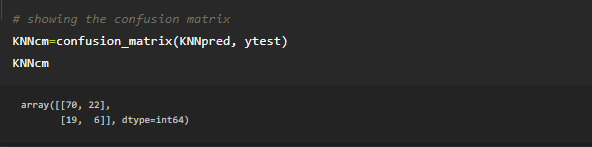 # showing the confusion matrix
KNNcm=confusion_matrix(KNNpred, ytest)
KNNcm
array([[70, 22],
       [19,  6]], dtype=int64)